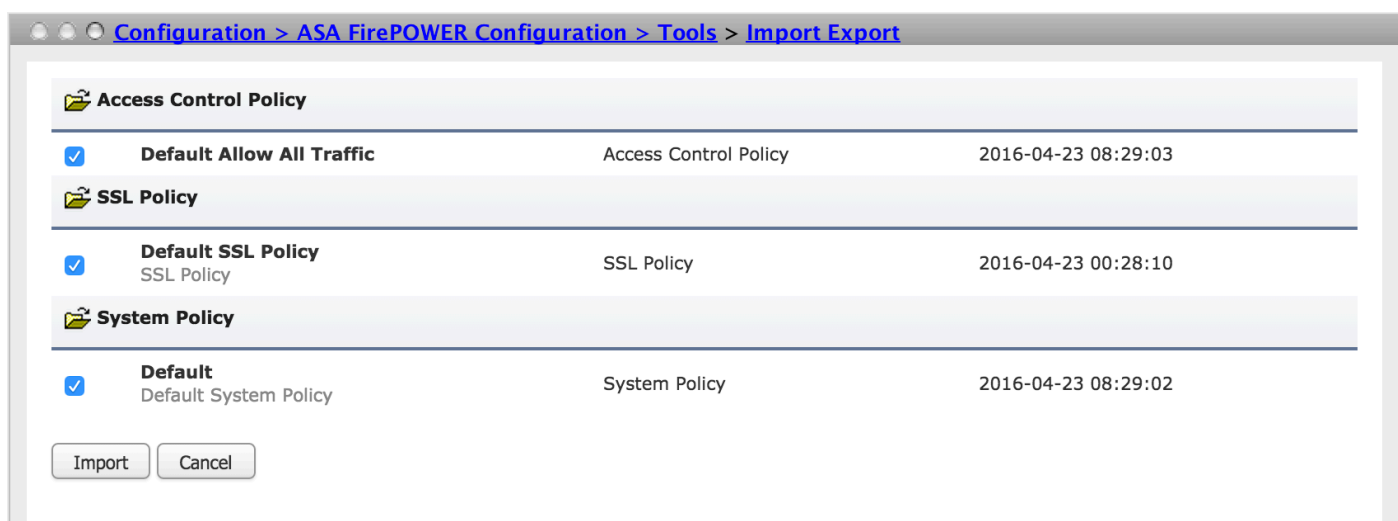 Configuration > ASA FirePOWER Configuration > Tools > Import Export
Access Control Policy
Default Allow All Traffic Access Control Policy 2016-04-23 08:29:03
SSL Policy
Default SSL Policy
SSL Policy SSL Policy 2016-04-23 00:28:10
System Policy
Default
Default System Policy System Policy 2016-04-23 08:29:02
Import Cancel